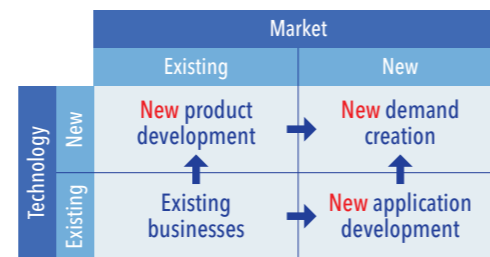 Market
Existing
New
Technology
New
New product
development
New demand
creation
Existing
Existing
businesses
New application
development